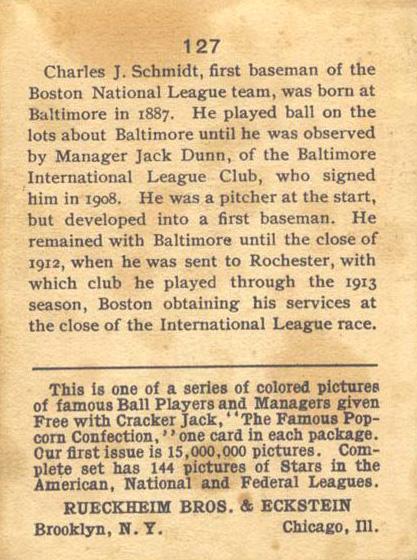 127
Charles J. Schmidt, first baseman of the
Boston National League team, was born at
Baltimore in 1887. He played ball on the
lots about Baltimore until he was observed
by Manager Jack Dunn, of the Baltimore
International League Club, who signed
him in 1908. He was a pitcher at the start,
but developed into a first baseman. He
remained with Baltimore until the close of
1912, when he was sent to Rochester, with
which club he played through the 1913
season, Boston obtaining his services at
the close of the International League race.
This is one of a series of colored pictures
of famous Ball Players and Managers given
Free with Cracker Jack, "The Famous Pop-
corn Confection," one card in each package.
Our first issue is 15,000,000 pictures. Com-
plete set has 144 pictures of Stars in the
American, National and Federal Leagues.
RUECKHEIM BROS. & ECKSTEIN
Brooklyn, N. Y. Chicago, Ill.